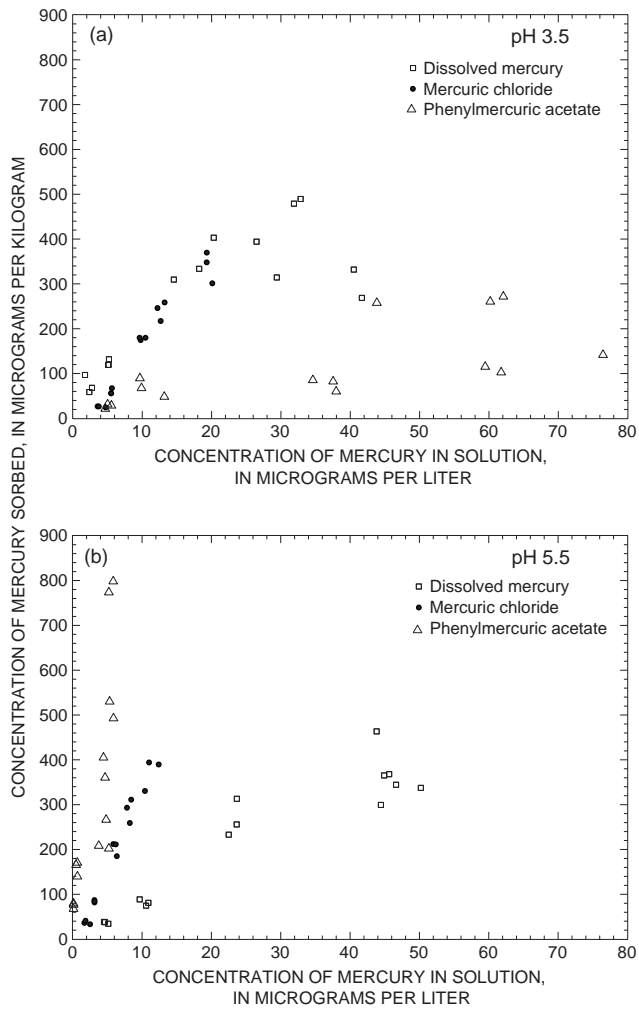 CONCENTRATION OF MERCURY SORBED, IN MICROGRAMS PER KILOGRAM
(a)
pH 3.5
Dissolved mercury
Mercuric chloride
Phenylmercuric acetate
900
800
700
600
500
400
300
200
100
0
0 10 20 30 40 50 60 70 80
CONCENTRATION OF MERCURY IN SOLUTION,
IN MICROGRAMS PER LITER
(b)
pH 5.5
Dissolved mercury
Mercuric chloride
Phenylmercuric acetate
900
800
700
600
500
400
300
200
100
0
0 10 20 30 40 50 60 70 80
CONCENTRATION OF MERCURY IN SOLUTION,
IN MICROGRAMS PER LITER